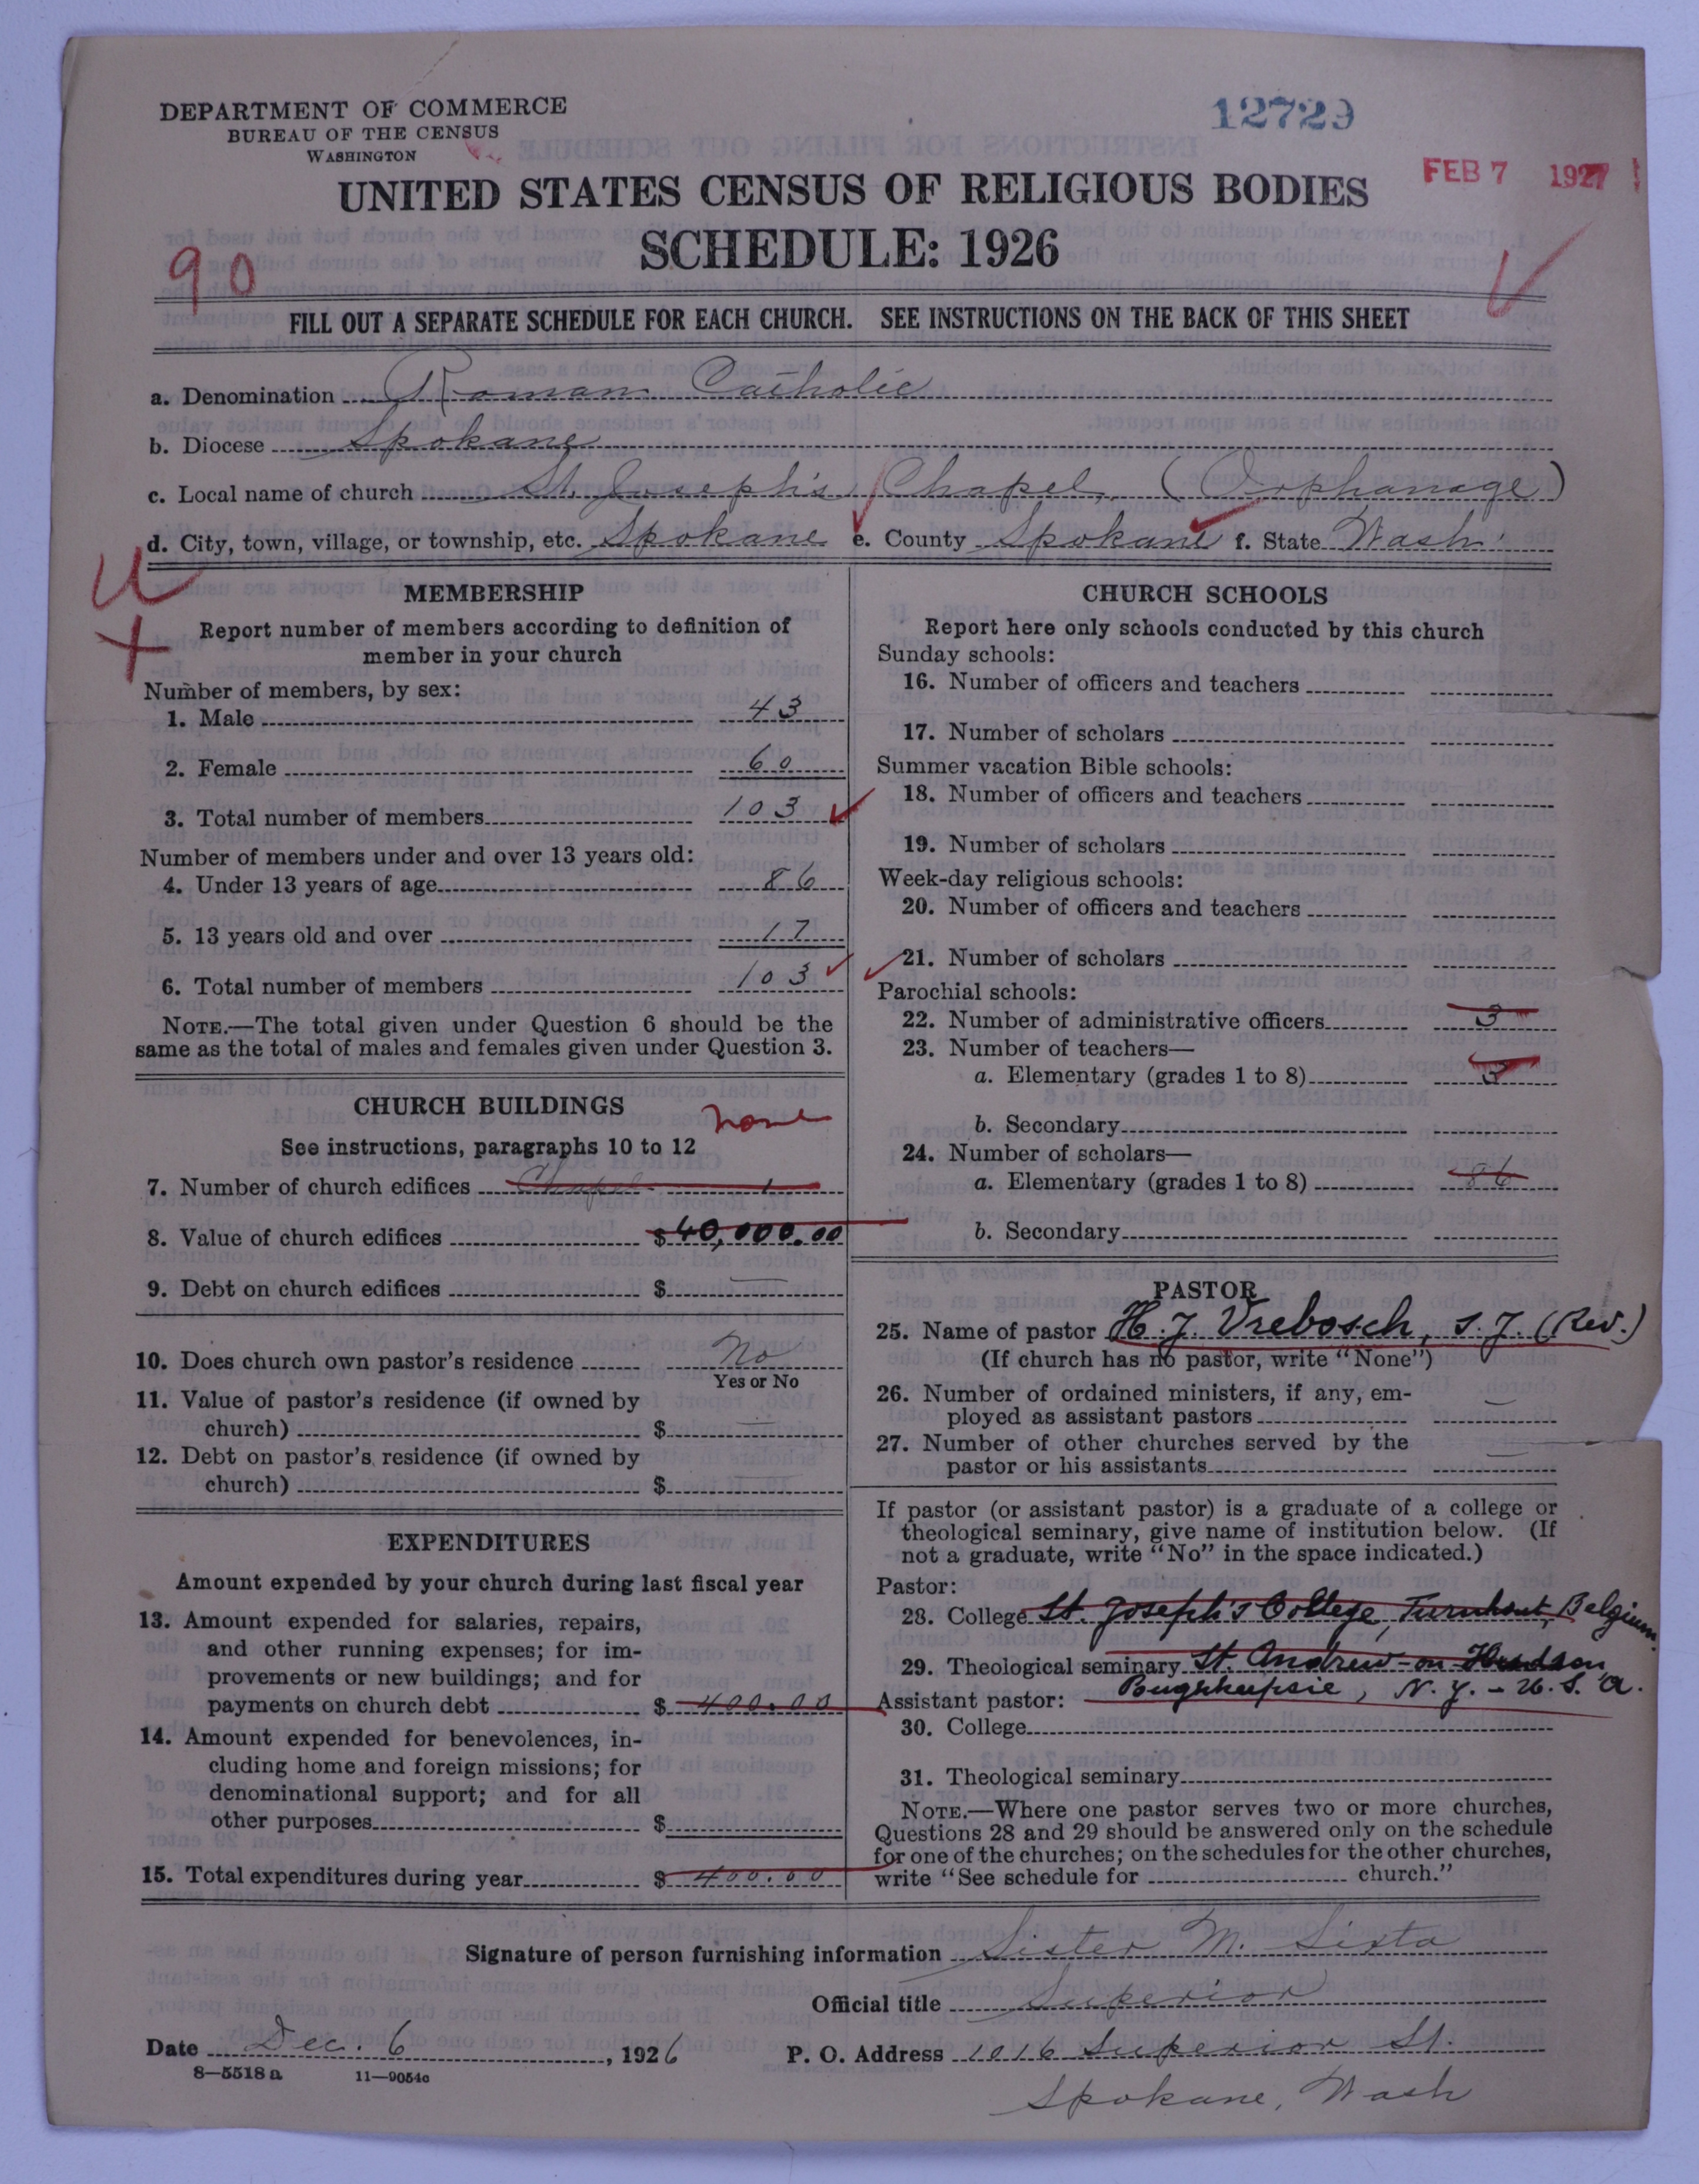 DEPARTMENT OF COMMERCE
BUREAU OF THE CENSUS
WASHINGTON
12729
FEB 7 1927
UNITED STATES CENSUS OF RELIGIOUS BODIES
SCHEDULE: 1926
90
FILL OUT A SEPARATE SCHEDULE FOR EACH CHURCH. SEE INSTRUCTIONS ON THE BACK OF THIS SHEET
a. Denomination Roman Catholic
b. Diocese Spokane
c. Local name of church St. Joseph's Chapel, (Orphanage)
d. City, town, village, or township, etc. Spokane e. County Spokane f. State Wash.
U
MEMBERSHIP
Report number of members according to definition of
member in your church
Number of members, by sex:
1. Male 43
2. Female 60
3. Total number of members 103
Number of members under and over 13 years old:
4. Under 13 years of age 86
5. 13 years old and over 17
6. Total number of members 103
NOTE.—The total given under Question 6 should be the
same as the total of males and females given under Question 3.
CHURCH BUILDINGS
none
See instructions, paragraphs 10 to 12
7. Number of church edifices Chapel 1
8. Value of church edifices $40,000.00
9. Debt on church edifices $ —
10. Does church own pastor's residence No
Yes or No
11. Value of pastor's residence (if owned by
church) $ —
12. Debt on pastor's residence (if owned by
church) $ —
EXPENDITURES
Amount expended by your church during last fiscal year
13. Amount expended for salaries, repairs,
and other running expenses; for im-
provements or new buildings; and for
payments on church debt $ 400.00
14. Amount expended for benevolences, in-
cluding home and foreign missions; for
denominational support; and for all
other purposes $
15. Total expenditures during year $ 400.00
CHURCH SCHOOLS
Report here only schools conducted by this church
Sunday schools:
16. Number of officers and teachers
17. Number of scholars
Summer vacation Bible schools:
18. Number of officers and teachers
19. Number of scholars
Week-day religious schools:
20. Number of officers and teachers
21. Number of scholars
Parochial schools:
22. Number of administrative officers 3
23. Number of teachers—
a. Elementary (grades 1 to 8) 3
b. Secondary
24. Number of scholars—
a. Elementary (grades 1 to 8) 86
b. Secondary
PASTOR
25. Name of pastor H. J. Vrebosch, S.J. (Rev.)
(If church has no pastor, write "None")
26. Number of ordained ministers, if any, em-
ployed as assistant pastors —
27. Number of other churches served by the
pastor or his assistants —
If pastor (or assistant pastor) is a graduate of a college or
theological seminary, give name of institution below. (If
not a graduate, write "No" in the space indicated.)
Pastor:
28. College St. Joseph's College, Turnhout, Belgium.
29. Theological seminary St. Andrew-on-Hudson,
Poughkeepsie, N. Y. - U.S.A.
Assistant pastor:
30. College
31. Theological seminary
NOTE.—Where one pastor serves two or more churches,
Questions 28 and 29 should be answered only on the schedule
for one of the churches; on the schedules for the other churches,
write "See schedule for church."
Signature of person furnishing information Sister M. Sixta
Official title Superior
Date Dec. 6, 1926 P. O. Address 1016 Superior St.
8—5518 a 11—9054c
Spokane, Wash